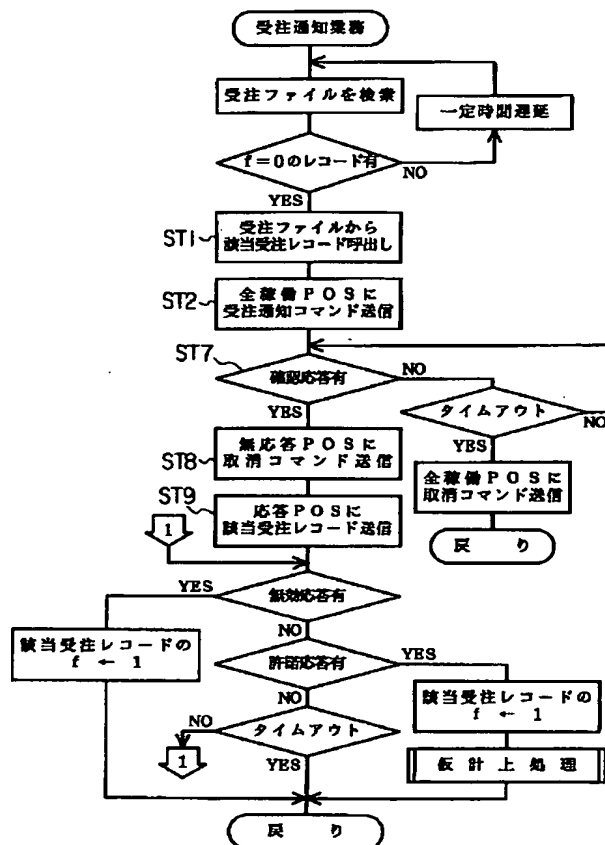 受注通知業務
受注ファイルを検索
一定時間遅延
f=0のレコード有
NO
YES
ST1
受注ファイルから
該当受注レコード呼出し
ST2
全稼働POSに
受注通知コマンド送信
ST7
確認応答有
NO
YES
タイムアウト
NO
YES
ST8
無応答POSに
取消コマンド送信
全稼働POSに
取消コマンド送信
ST9
応答POSに
該当受注レコード送信
戻り
1
無効応答有
YES
NO
該当受注レコードの
f ← 1
許諾応答有
YES
NO
該当受注レコードの
f ← 1
タイムアウト
NO
YES
1
仮計上処理
戻り